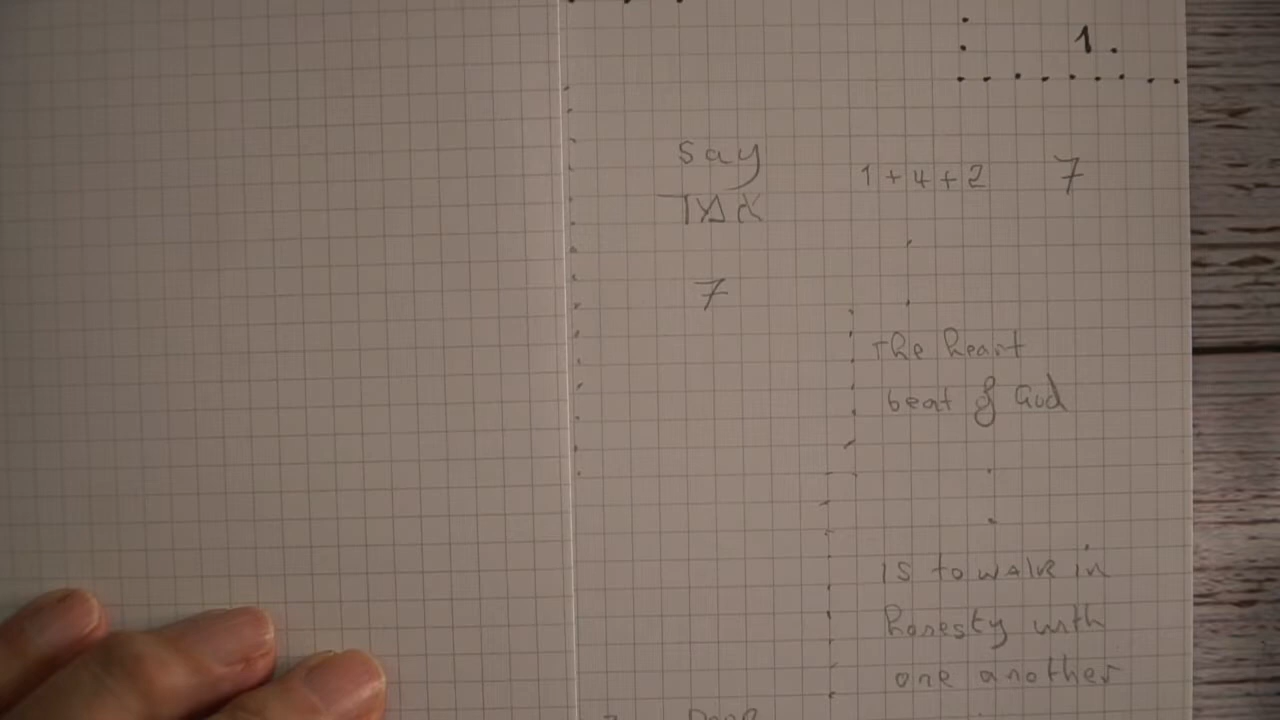 1.
say
1+4+2 7
7
The heart
beat of God
is to walk in
honesty with
one another